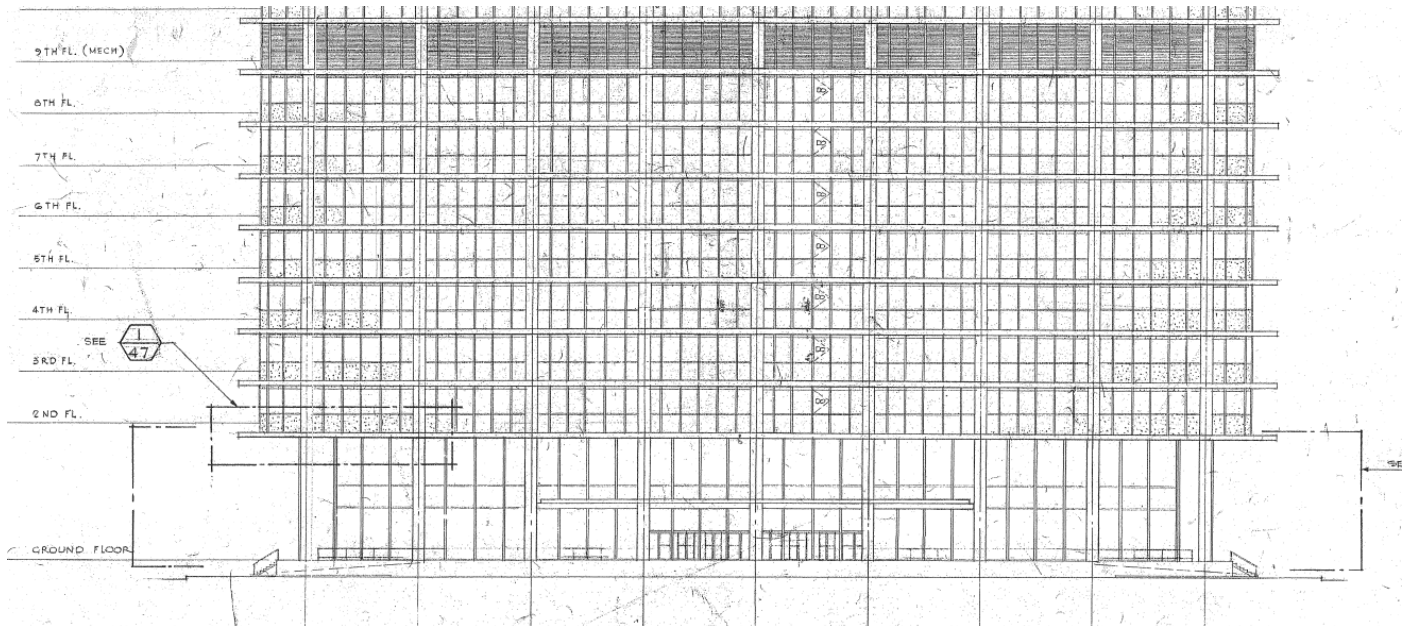 9TH FL. (MECH)
8TH FL.
7TH FL.
6TH FL.
5TH FL.
4TH FL.
SEE
1
47
3RD FL.
2ND FL.
GROUND FLOOR